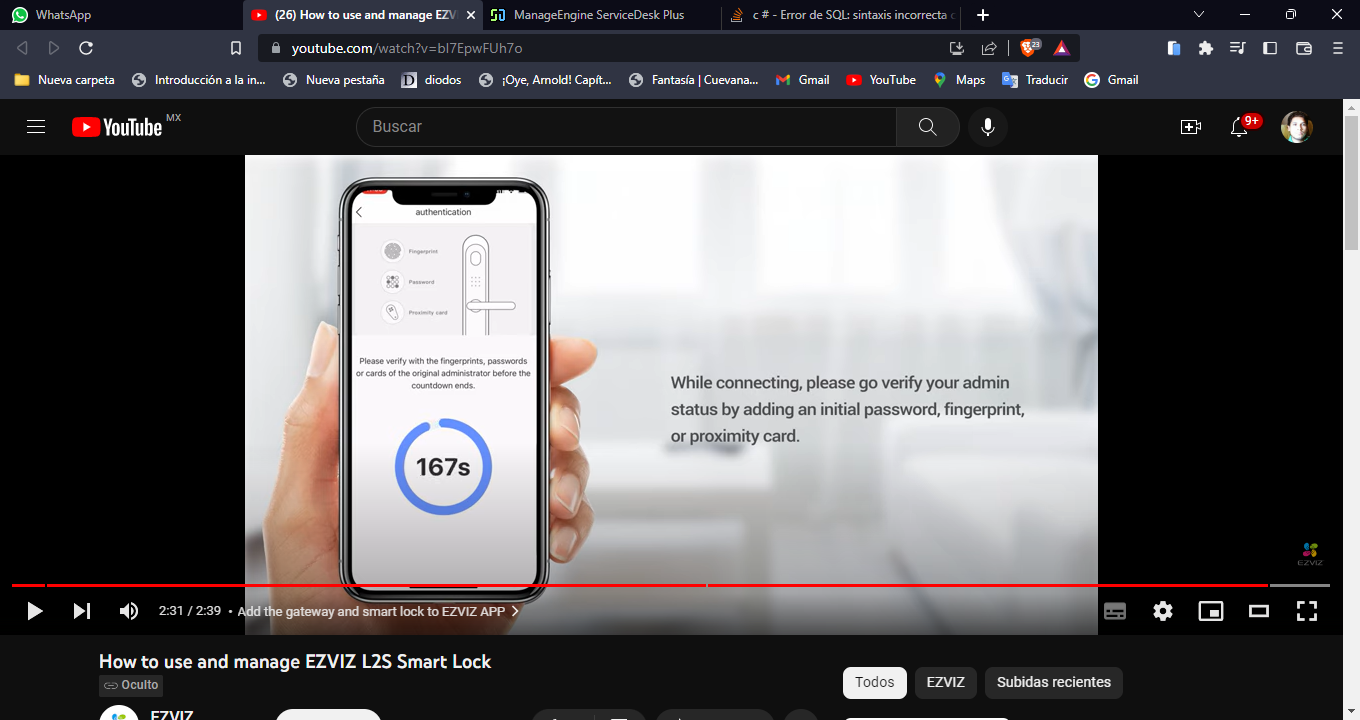 WhatsApp
(26) How to use and manage EZVI
ManageEngine ServiceDesk Plus
c # - Error de SQL: sintaxis incorrecta
youtube.com/watch?v=bI7EpwFUh7o
23
Nueva carpeta
Introducción a la in...
Nueva pestaña
diodos
¡Oye, Arnold! Capít...
Fantasía | Cuevana...
Gmail
YouTube
Maps
Traducir
Gmail
YouTube MX
Buscar
9+
authentication
Fingerprint
Password
Proximity card
Please verify with the fingerprints, passwords
or cards of the original administrator before the
countdown ends.
167s
While connecting, please go verify your admin
status by adding an initial password, fingerprint,
or proximity card.
EZVIZ
2:31 / 2:39 • Add the gateway and smart lock to EZVIZ APP
How to use and manage EZVIZ L2S Smart Lock
Oculto
Todos
EZVIZ
Subidas recientes
EZVIZ